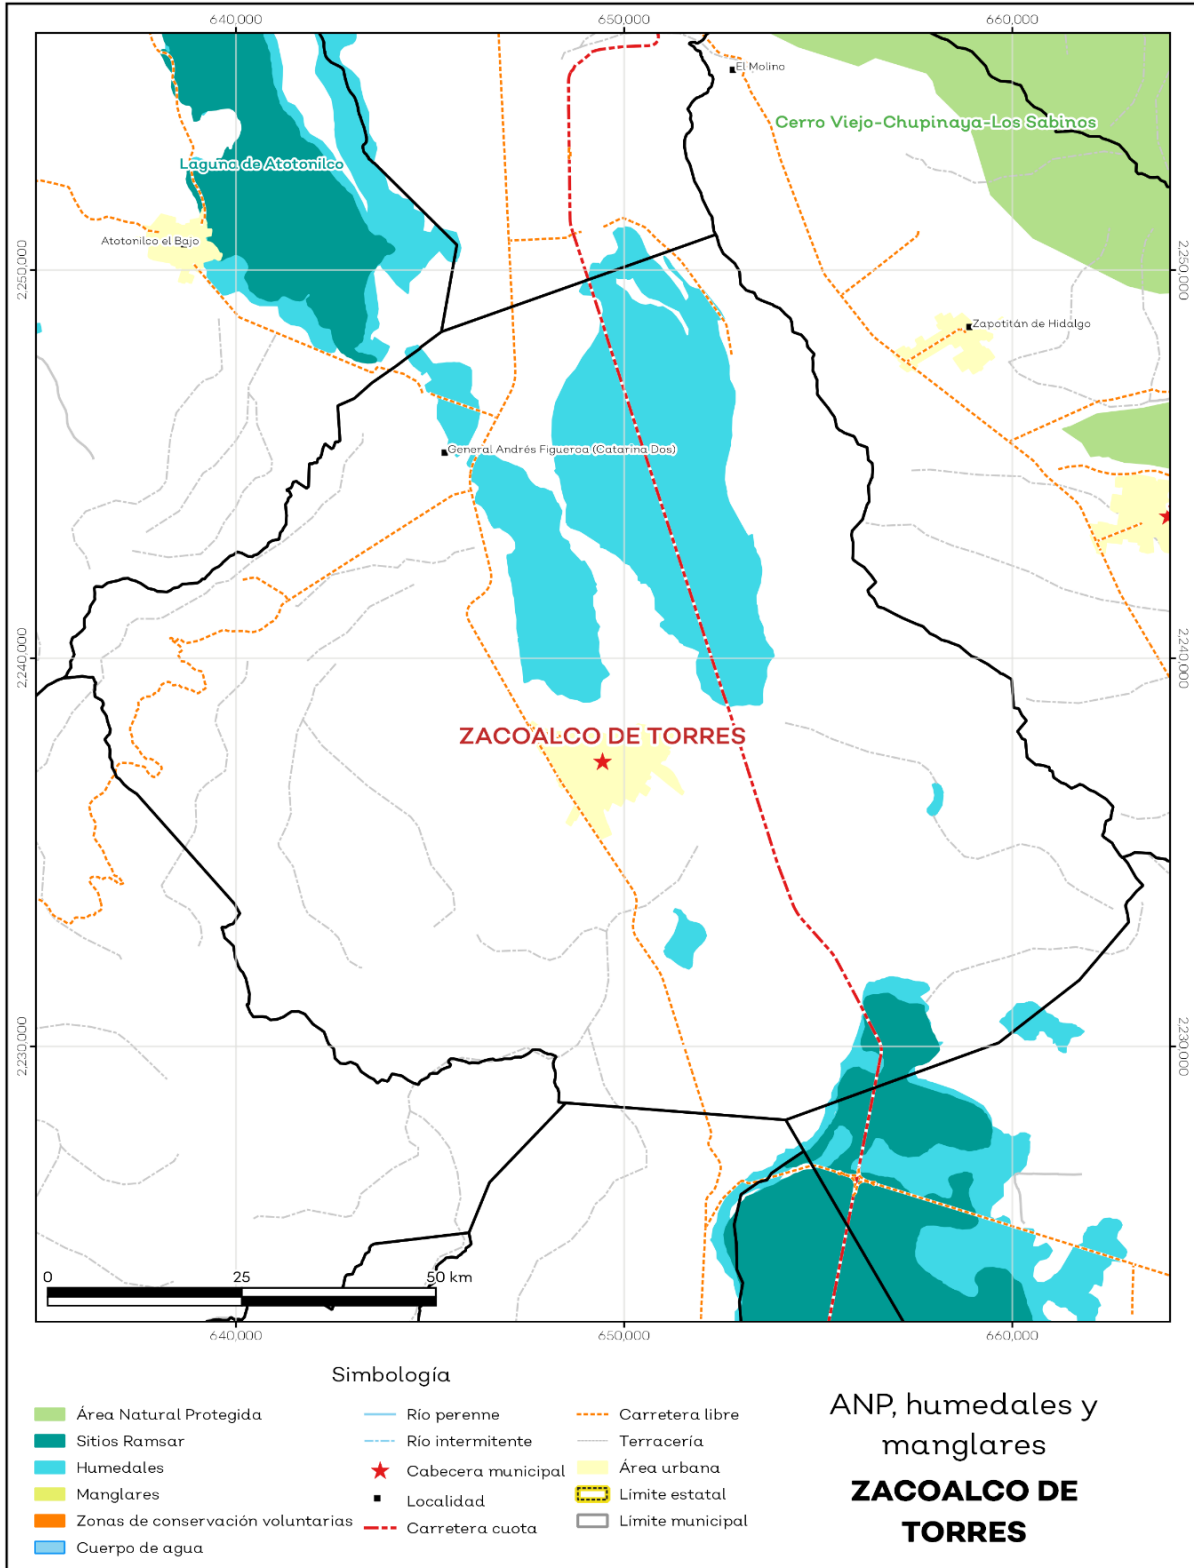 640,000 650,000 660,000
El Molino
Cerro Viejo-Chupinaya-Los Sabinos
Laguna de Atotonilco
Atotonilco el Bajo
2,250,000 2,250,000
Zapotitán de Hidalgo
General Andrés Figueroa (Catarina Dos)
2,240,000 2,240,000
ZACOALCO DE TORRES
2,230,000 2,230,000
0 25 50 km
640,000 650,000 660,000
Simbología
Área Natural Protegida
Sitios Ramsar
Humedales
Manglares
Zonas de conservación voluntarias
Cuerpo de agua
Río perenne
Río intermitente
Cabecera municipal
Localidad
Carretera cuota
Carretera libre
Terracería
Área urbana
Límite estatal
Límite municipal
ANP, humedales y
manglares
ZACOALCO DE
TORRES